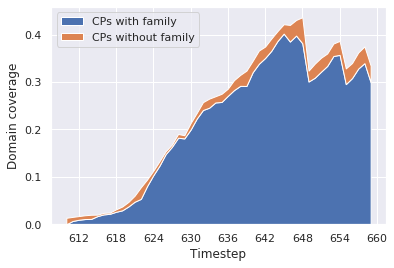 CPs with family
CPs without family
Domain coverage
0.4
0.3
0.2
0.1
0.0
612 618 624 630 636 642 648 654 660
Timestep